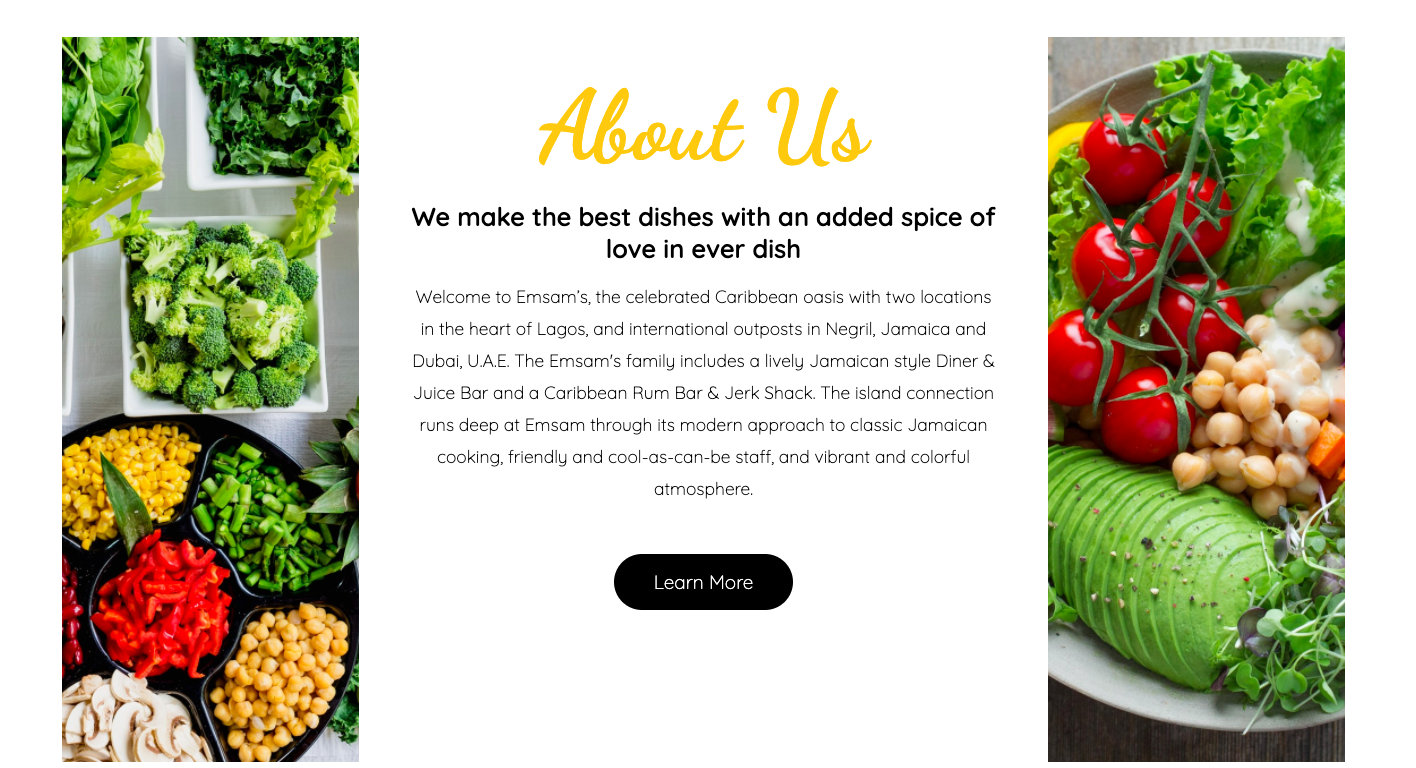 About Us
We make the best dishes with an added spice of
love in ever dish
Welcome to Emsam’s, the celebrated Caribbean oasis with two locations
in the heart of Lagos, and international outposts in Negril, Jamaica and
Dubai, U.A.E. The Emsam's family includes a lively Jamaican style Diner &
Juice Bar and a Caribbean Rum Bar & Jerk Shack. The island connection
runs deep at Emsam through its modern approach to classic Jamaican
cooking, friendly and cool-as-can-be staff, and vibrant and colorful
atmosphere.
Learn More